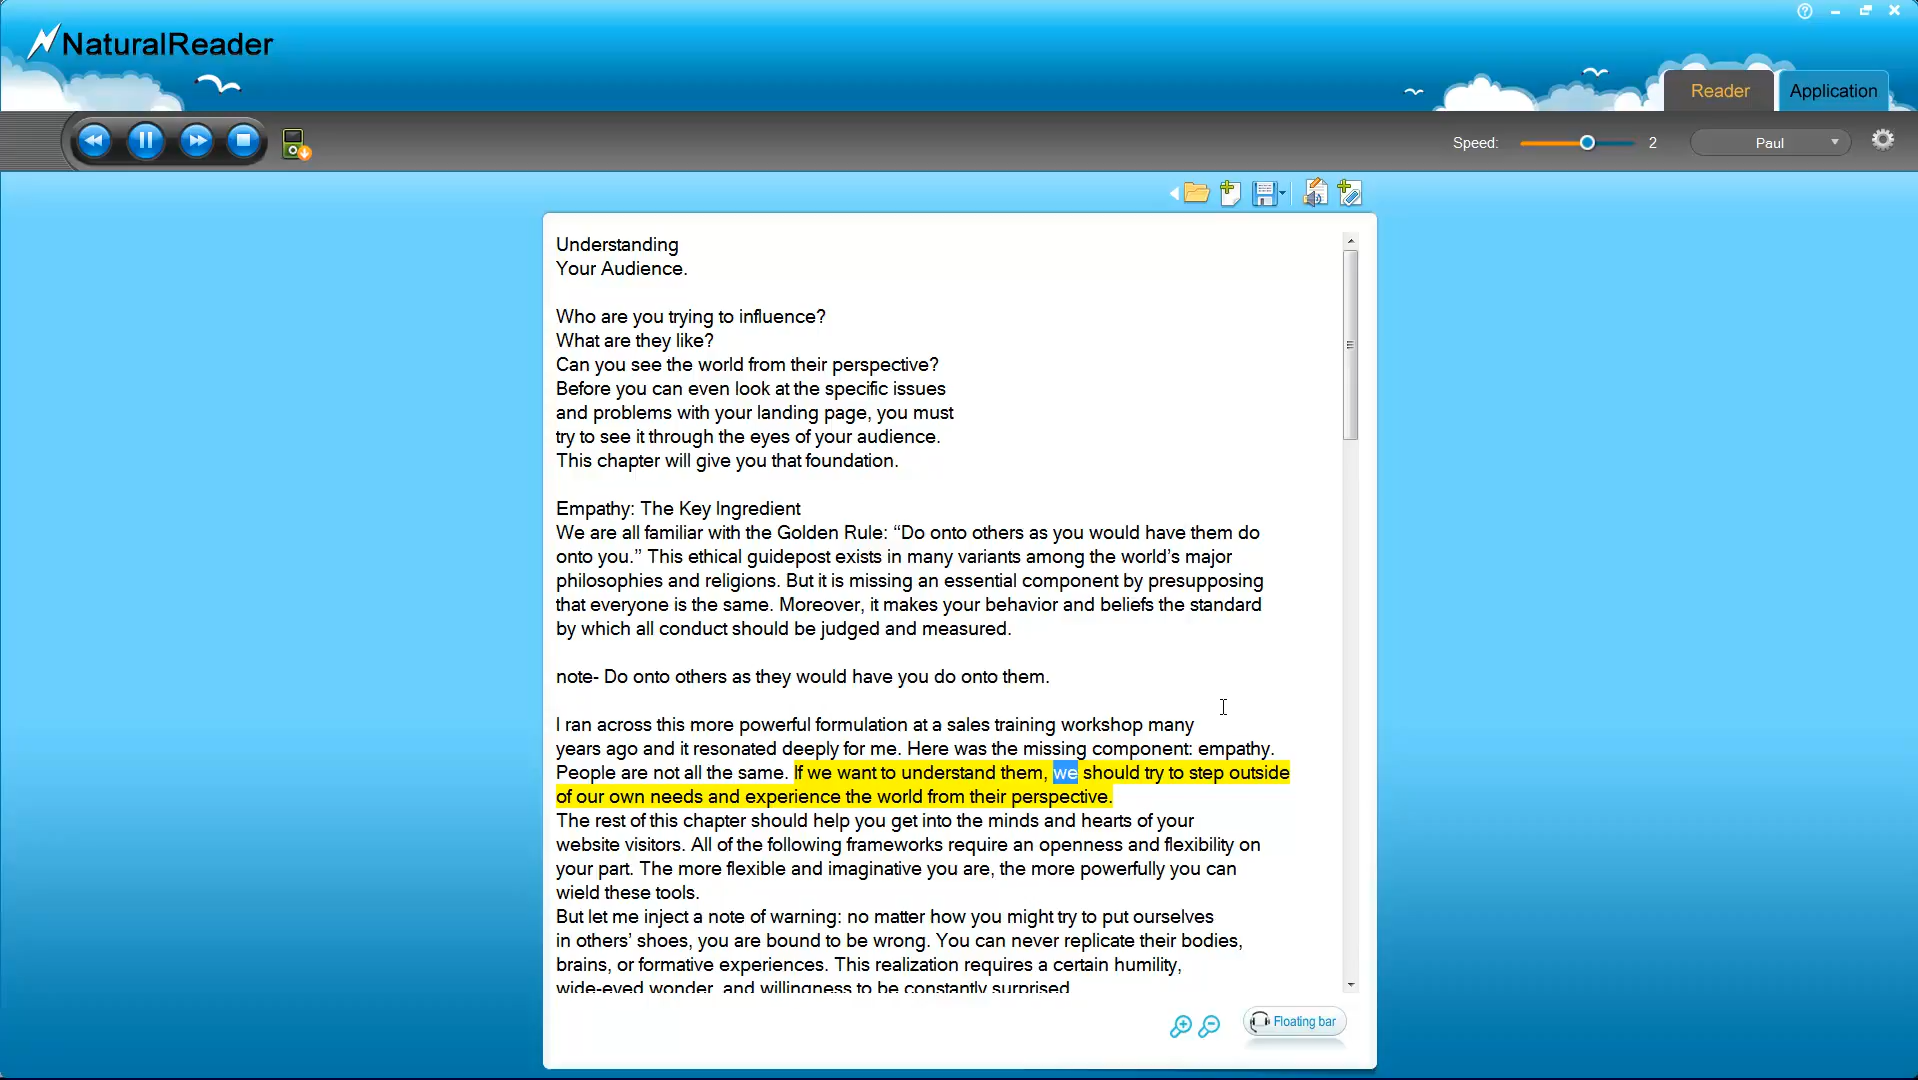 NaturalReader
Reader
Application
Speed:
2
Paul
Understanding
Your Audience.
Who are you trying to influence?
What are they like?
Can you see the world from their perspective?
Before you can even look at the specific issues
and problems with your landing page, you must
try to see it through the eyes of your audience.
This chapter will give you that foundation.
Empathy: The Key Ingredient
We are all familiar with the Golden Rule: “Do onto others as you would have them do
onto you.” This ethical guidepost exists in many variants among the world’s major
philosophies and religions. But it is missing an essential component by presupposing
that everyone is the same. Moreover, it makes your behavior and beliefs the standard
by which all conduct should be judged and measured.
note- Do onto others as they would have you do onto them.
I ran across this more powerful formulation at a sales training workshop many
years ago and it resonated deeply for me. Here was the missing component: empathy.
People are not all the same. If we want to understand them, we should try to step outside
of our own needs and experience the world from their perspective.
The rest of this chapter should help you get into the minds and hearts of your
website visitors. All of the following frameworks require an openness and flexibility on
your part. The more flexible and imaginative you are, the more powerfully you can
wield these tools.
But let me inject a note of warning: no matter how you might try to put ourselves
in others’ shoes, you are bound to be wrong. You can never replicate their bodies,
brains, or formative experiences. This realization requires a certain humility,
wide-eyed wonder, and willingness to be constantly surprised
Floating bar